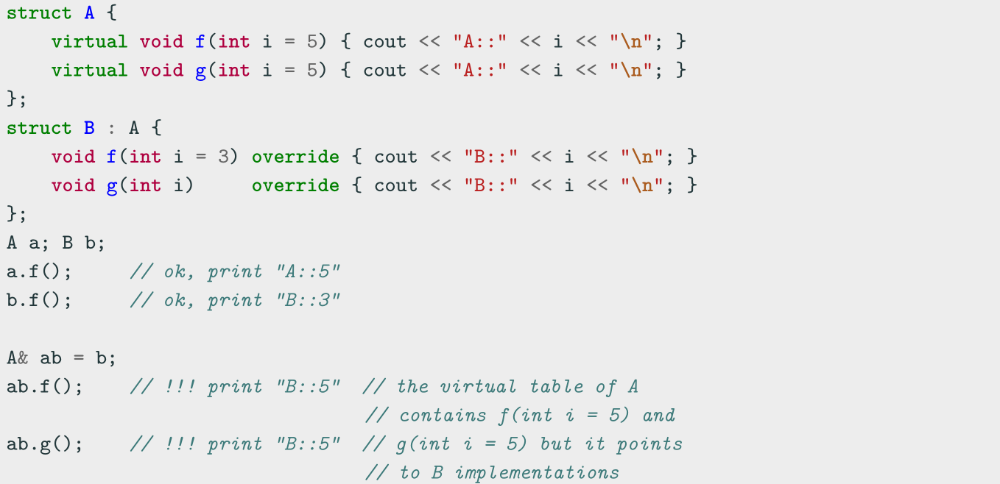 struct A {
    virtual void f(int i = 5) { cout << "A::" << i << "\n"; }
    virtual void g(int i = 5) { cout << "A::" << i << "\n"; }
};
struct B : A {
    void f(int i = 3) override { cout << "B::" << i << "\n"; }
    void g(int i)     override { cout << "B::" << i << "\n"; }
};
A a; B b;
a.f();     // ok, print "A::5"
b.f();     // ok, print "B::3"

A& ab = b;
ab.f();    // !!! print "B::5"  // the virtual table of A
                                // contains f(int i = 5) and
ab.g();    // !!! print "B::5"  // g(int i = 5) but it points
                                // to B implementations